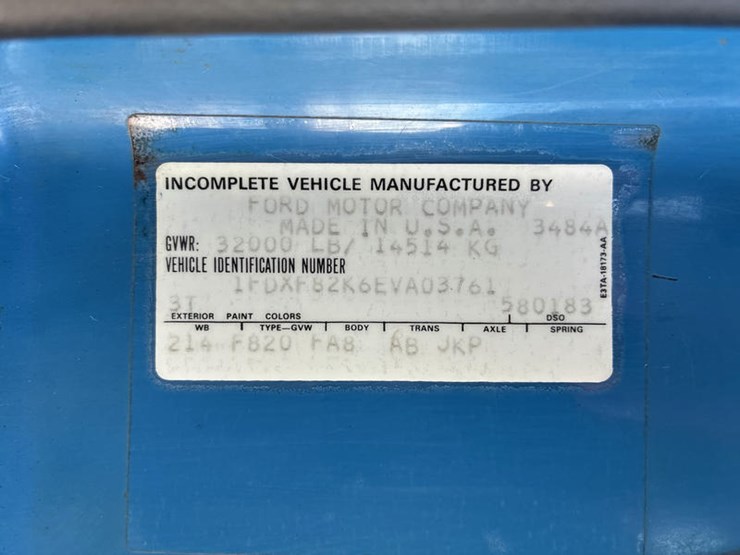 INCOMPLETE VEHICLE MANUFACTURED BY
FORD MOTOR COMPANY
MADE IN U.S.A. 3484A
GVWR: 32000 LB/ 14514 KG
VEHICLE IDENTIFICATION NUMBER
1FDXF82K6EVA03761
3T 580183
EXTERIOR PAINT COLORS DSO
WB TYPE—GVW BODY TRANS AXLE SPRING
214 F820 FA8 AB JKP
E3TA-18173-AA